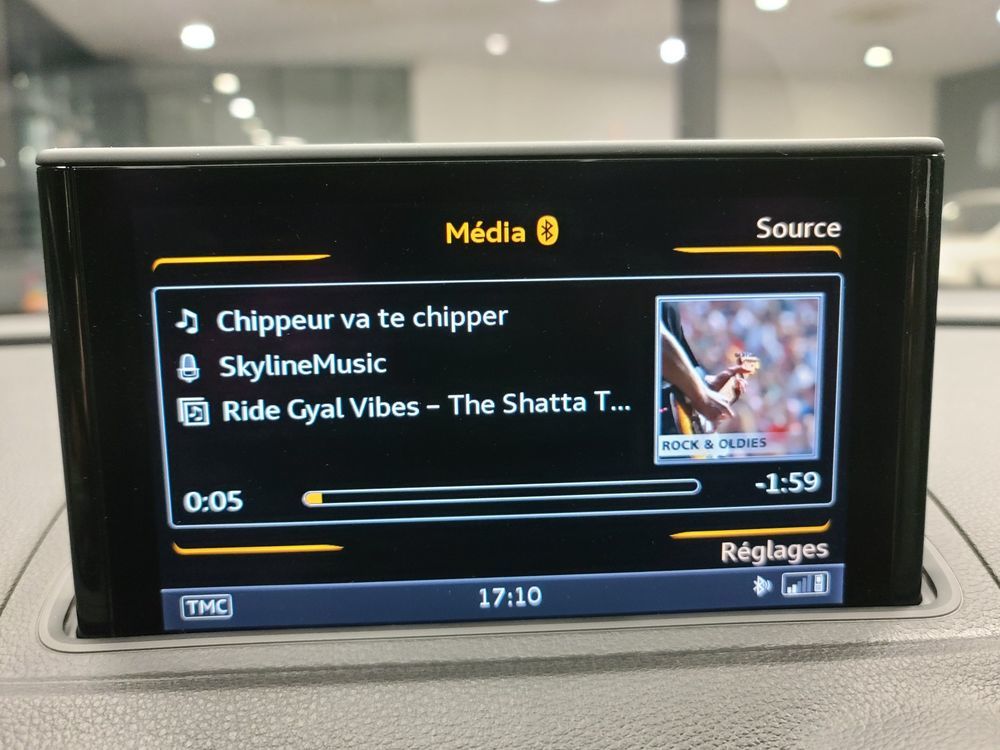 Média
Source
Chippeur va te chipper
SkylineMusic
Ride Gyal Vibes – The Shatta T...
ROCK & OLDIES
0:05
-1:59
Réglages
TMC
17:10